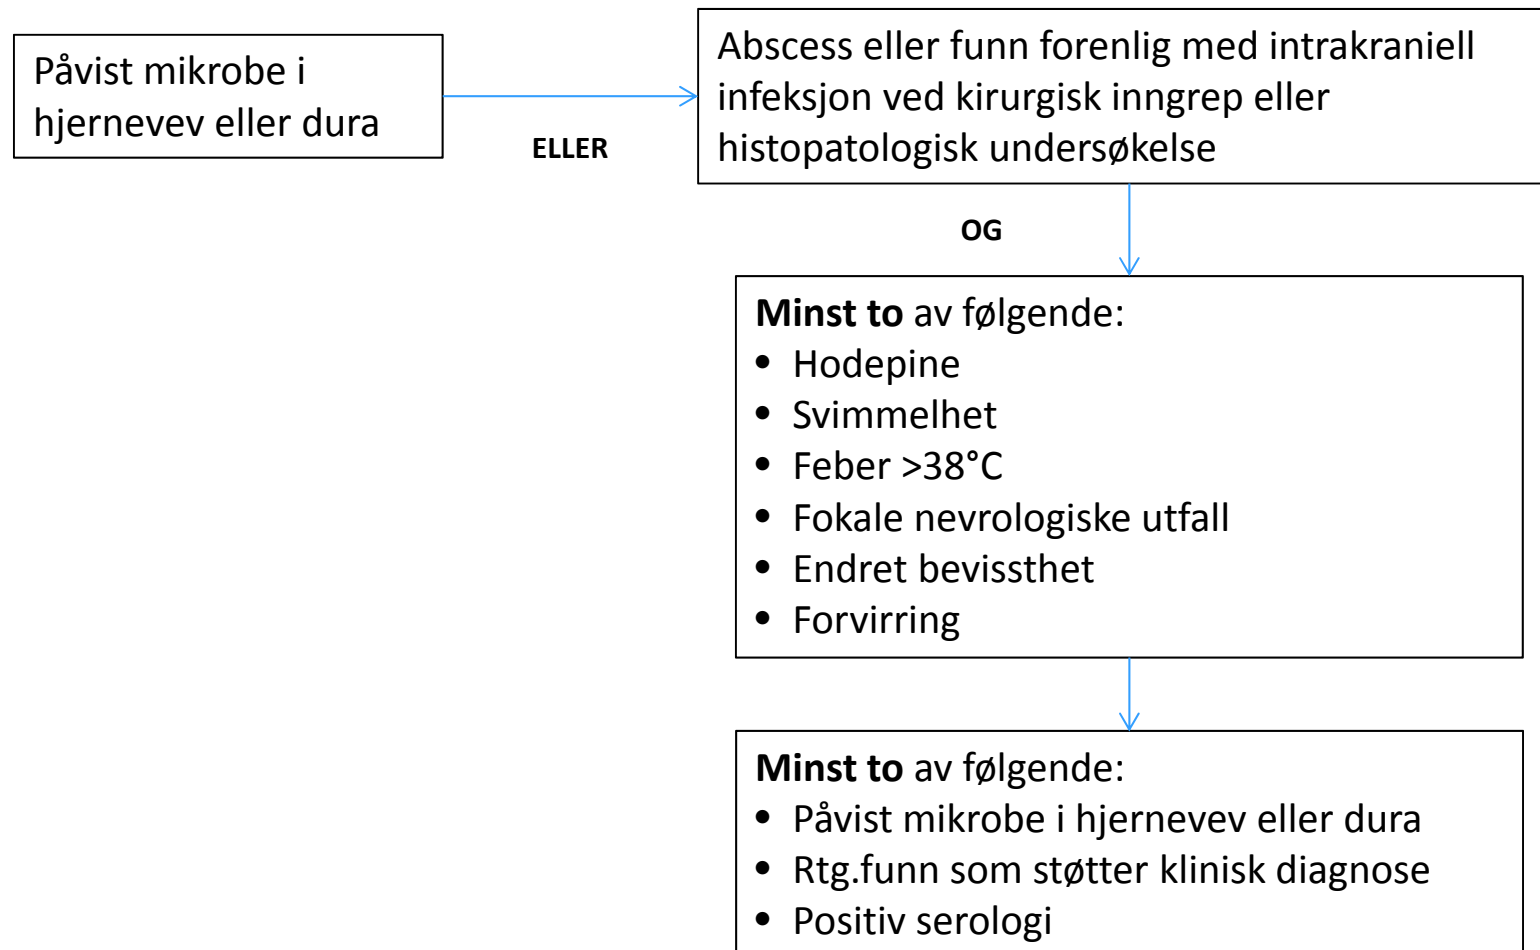 Påvist mikrobe i
hjernevev eller dura
ELLER
Abscess eller funn forenlig med intrakraniell
infeksjon ved kirurgisk inngrep eller
histopatologisk undersøkelse
OG
Minst to av følgende:
• Hodepine
• Svimmelhet
• Feber >38°C
• Fokale nevrologiske utfall
• Endret bevissthet
• Forvirring
Minst to av følgende:
• Påvist mikrobe i hjernevev eller dura
• Rtg.funn som støtter klinisk diagnose
• Positiv serologi